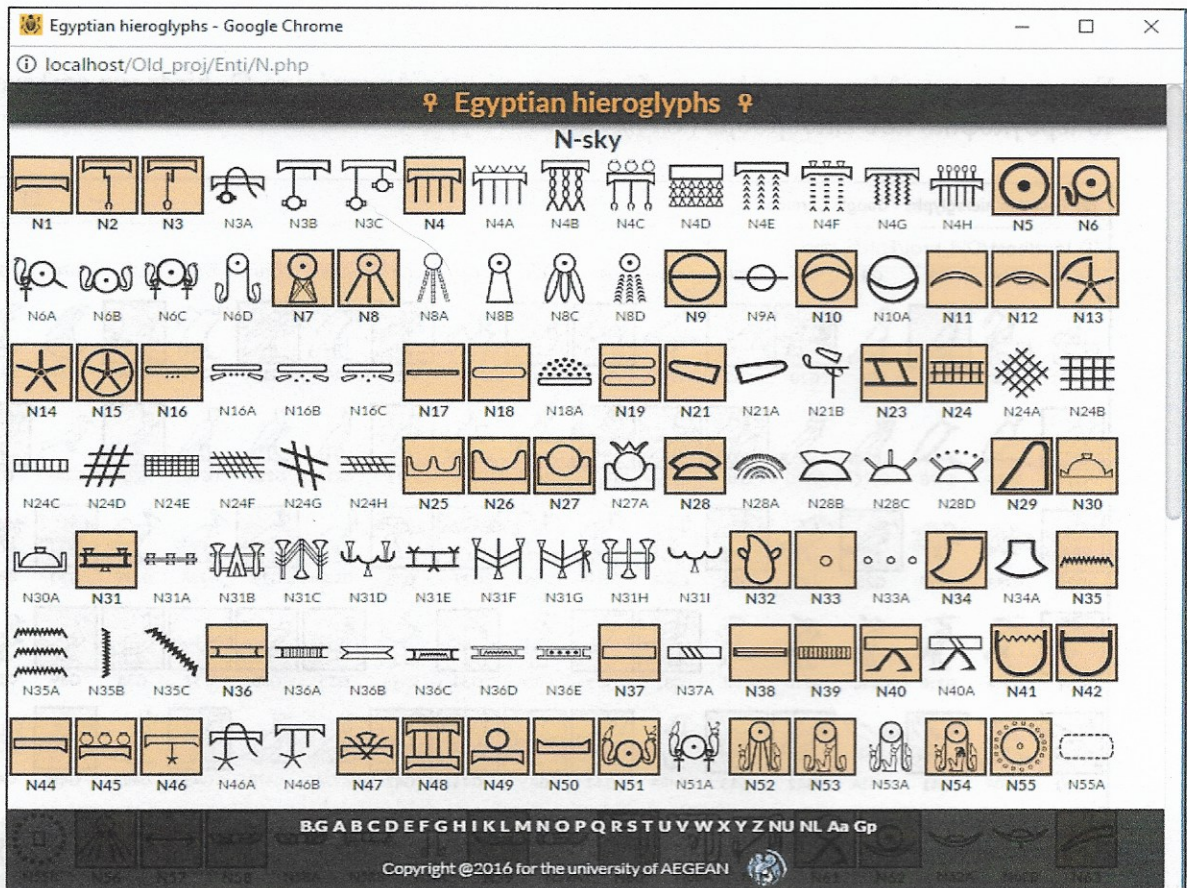 Egyptian hieroglyphs - Google Chrome
localhost/Old_proj/Enti/N.php
Egyptian hieroglyphs
N-sky
N1 N2 N3 N3A N3B N3C N4 N4A N4B N4C N4D N4E N4F N4G N4H N5 N6
N6A N6B N6C N6D N7 N8 N8A N8B N8C N8D N9 N9A N10 N10A N11 N12 N13
N14 N15 N16 N16A N16B N16C N17 N18 N18A N19 N21 N21A N21B N23 N24 N24A N24B
N24C N24D N24E N24F N24G N24H N25 N26 N27 N27A N28 N28A N28B N28C N28D N29 N30
N30A N31 N31A N31B N31C N31D N31E N31F N31G N31H N31I N32 N33 N33A N34 N34A N35
N35A N35B N35C N36 N36A N36B N36C N36D N36E N37 N37A N38 N39 N40 N40A N41 N42
N44 N45 N46 N46A N46B N47 N48 N49 N50 N51 N51A N52 N53 N53A N54 N55 N55A
B.G A B C D E F G H I K L M N O P Q R S T U V W X Y Z NU NL Aa Gp
Copyright @2016 for the university of AEGEAN